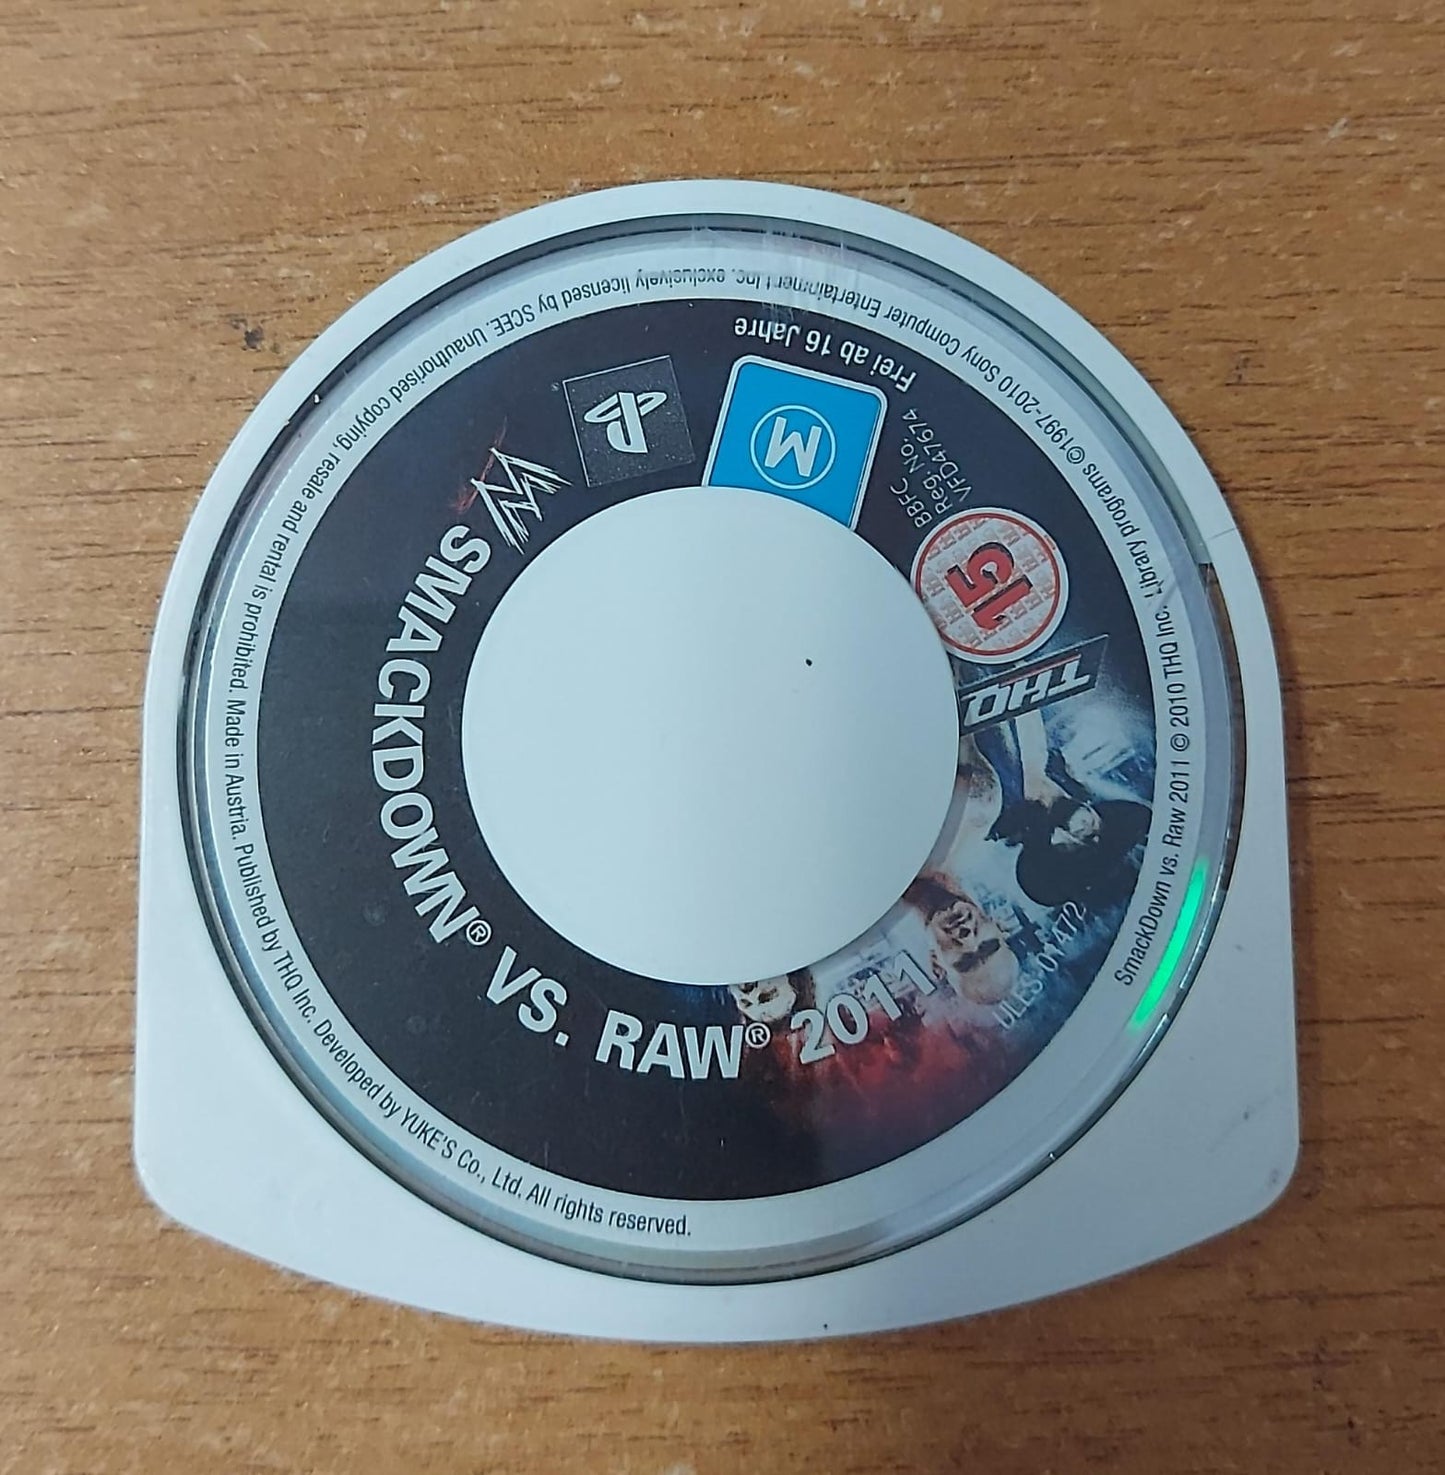 W SMACKDOWN® VS. RAW® 2011
Frei ab 16 Jahre
M
BBFC
Reg. No.
VFD47674
15
THQ
SmackDown vs. Raw 2011 © 2010 THQ Inc. Library programs ©1997-2010 Sony Computer Entertainment Inc. exclusively licensed by SCEE. Unauthorised copying, resale and rental is prohibited. Made in Austria. Published by THQ Inc. Developed by YUKE'S Co., Ltd. All rights reserved.